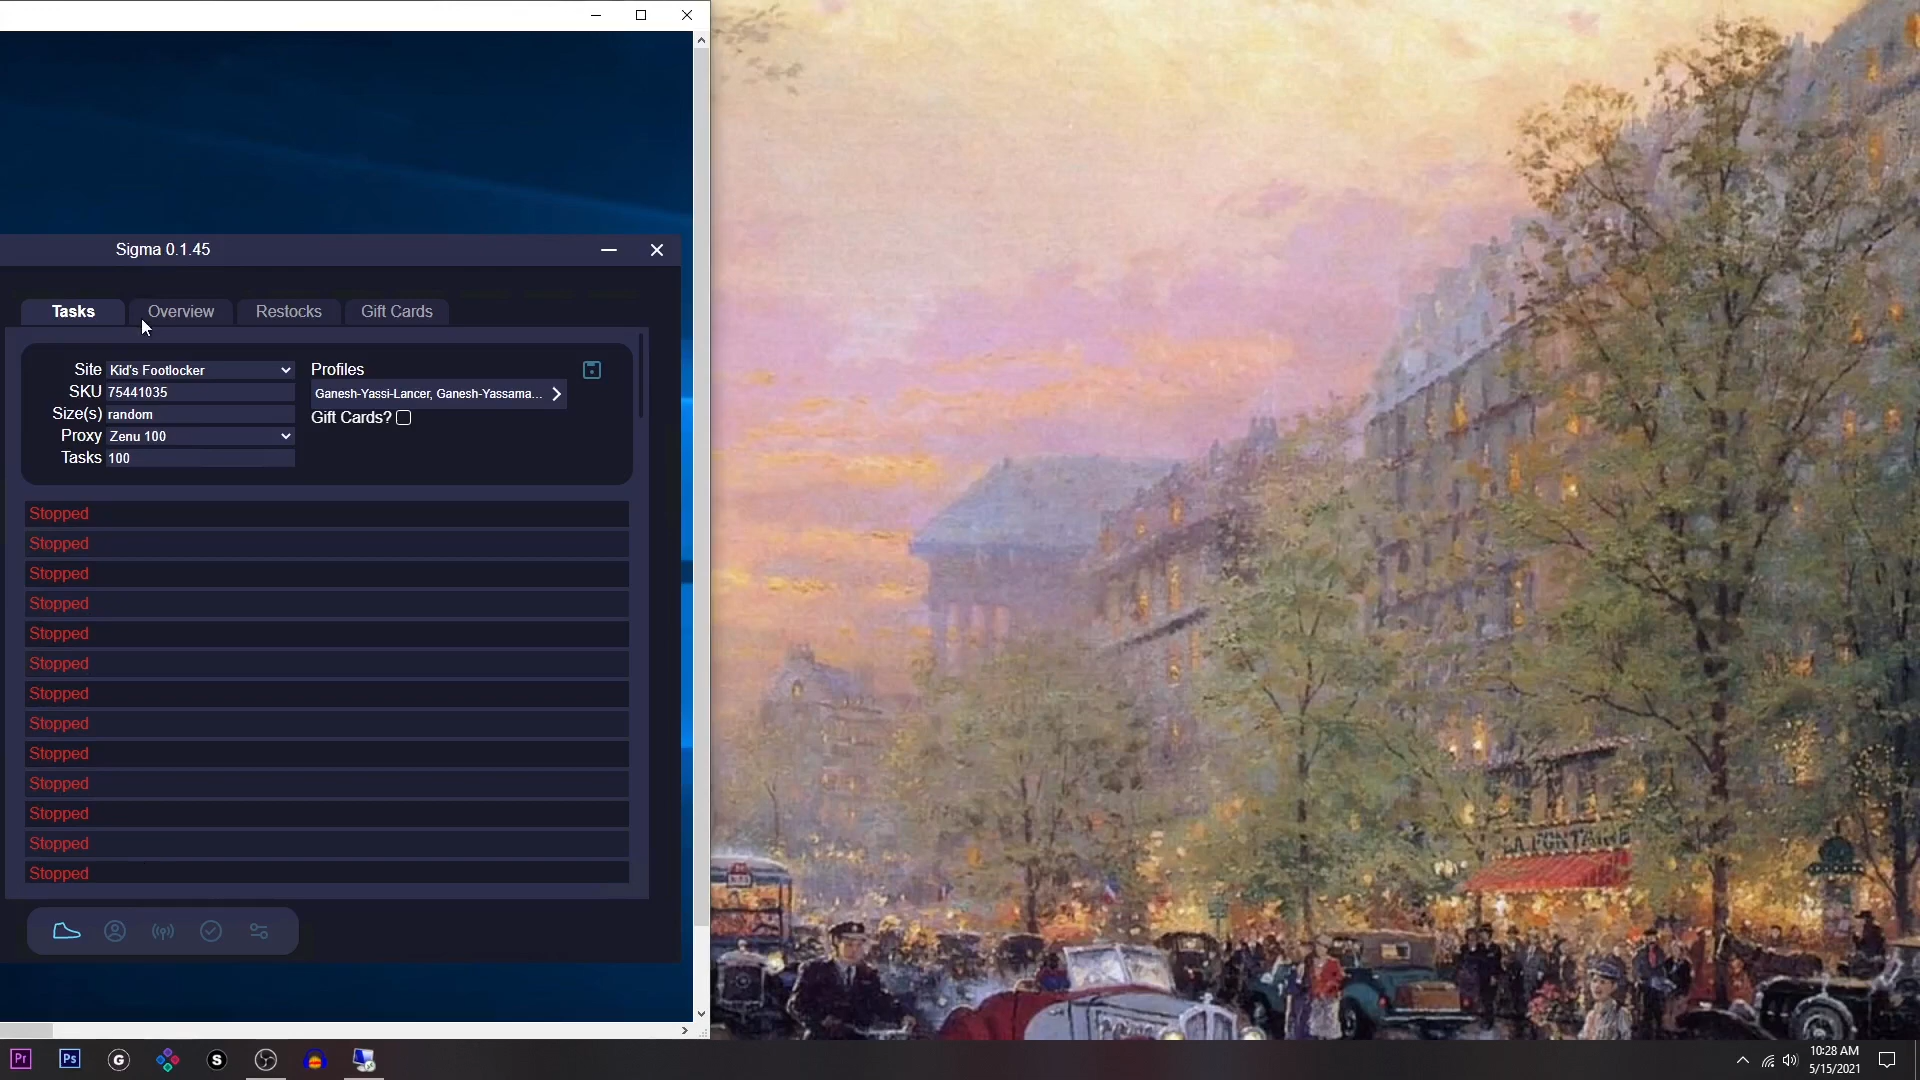 Sigma 0.1.45
Tasks Overview Restocks Gift Cards
Site Kid's Footlocker
SKU 75441035
Size(s) random
Proxy Zenu 100
Tasks 100
Profiles
Ganesh-Yassi-Lancer, Ganesh-Yassama...
Gift Cards?
Stopped
Stopped
Stopped
Stopped
Stopped
Stopped
Stopped
Stopped
Stopped
Stopped
Stopped
Stopped
Stopped
LA FONTAINE
Pr Ps G S
10:28 AM
5/15/2021